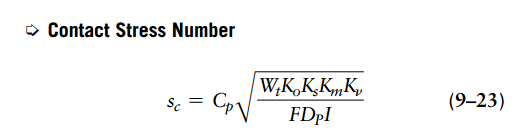 ➩ Contact Stress Number
s_c = C_p √(W_t K_o K_s K_m K_v / F D_P I) (9–23)